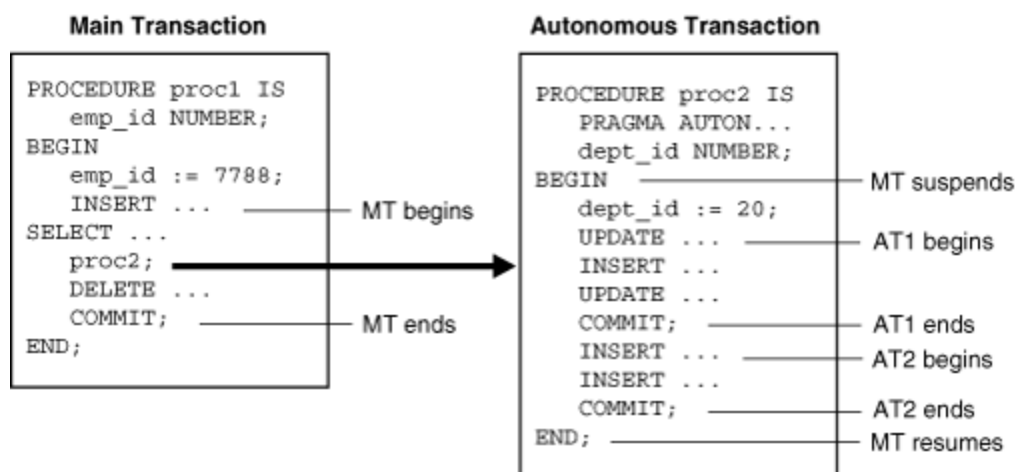 Main Transaction
PROCEDURE proc1 IS
emp_id NUMBER;
BEGIN
emp_id := 7788;
INSERT ...
MT begins
SELECT ...
proc2;
DELETE ...
COMMIT;
MT ends
END;
Autonomous Transaction
PROCEDURE proc2 IS
PRAGMA AUTON...
dept_id NUMBER;
BEGIN
MT suspends
dept_id := 20;
UPDATE ...
AT1 begins
INSERT ...
UPDATE ...
COMMIT;
AT1 ends
INSERT ...
AT2 begins
INSERT ...
COMMIT;
AT2 ends
END;
MT resumes